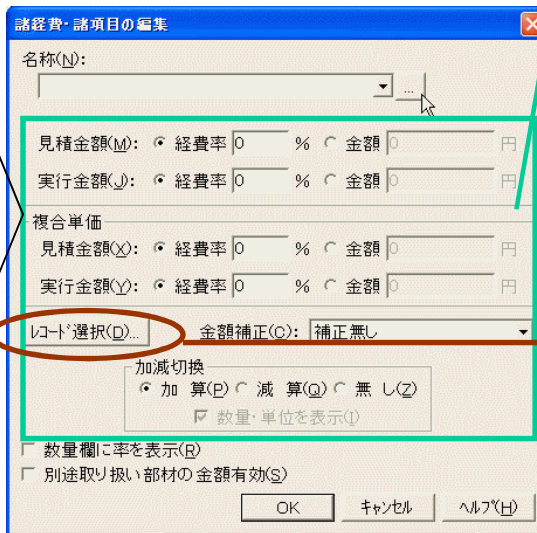 諸経費・諸項目の編集
名称(N):
...
見積金額(M): 経費率 0 % 金額 0 円
実行金額(J): 経費率 0 % 金額 0 円
複合単価
見積金額(X): 経費率 0 % 金額 0 円
実行金額(Y): 経費率 0 % 金額 0 円
ﾚｺｰﾄﾞ選択(D)... 金額補正(C): 補正無し
加減切換
加 算(P) 減 算(Q) 無 し(Z)
数量・単位を表示(I)
数量欄に率を表示(R)
別途取り扱い部材の金額有効(S)
OK ｷｬﾝｾﾙ ﾍﾙﾌﾟ(H)